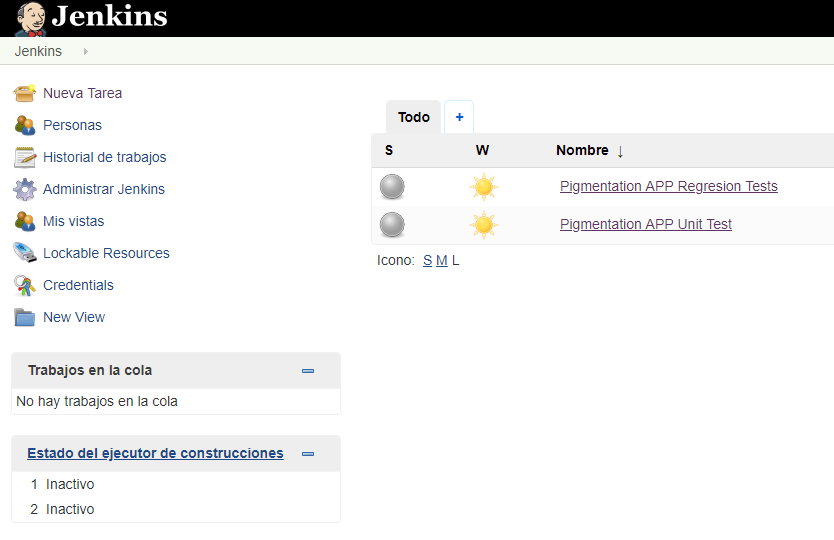 Jenkins
Jenkins
Nueva Tarea
Personas
Historial de trabajos
Administrar Jenkins
Mis vistas
Lockable Resources
Credentials
New View
Trabajos en la cola
No hay trabajos en la cola
Estado del ejecutor de construcciones
1 Inactivo
2 Inactivo
Todo +
S W Nombre ↓
Pigmentation APP Regresion Tests
Pigmentation APP Unit Test
Icono: S M L